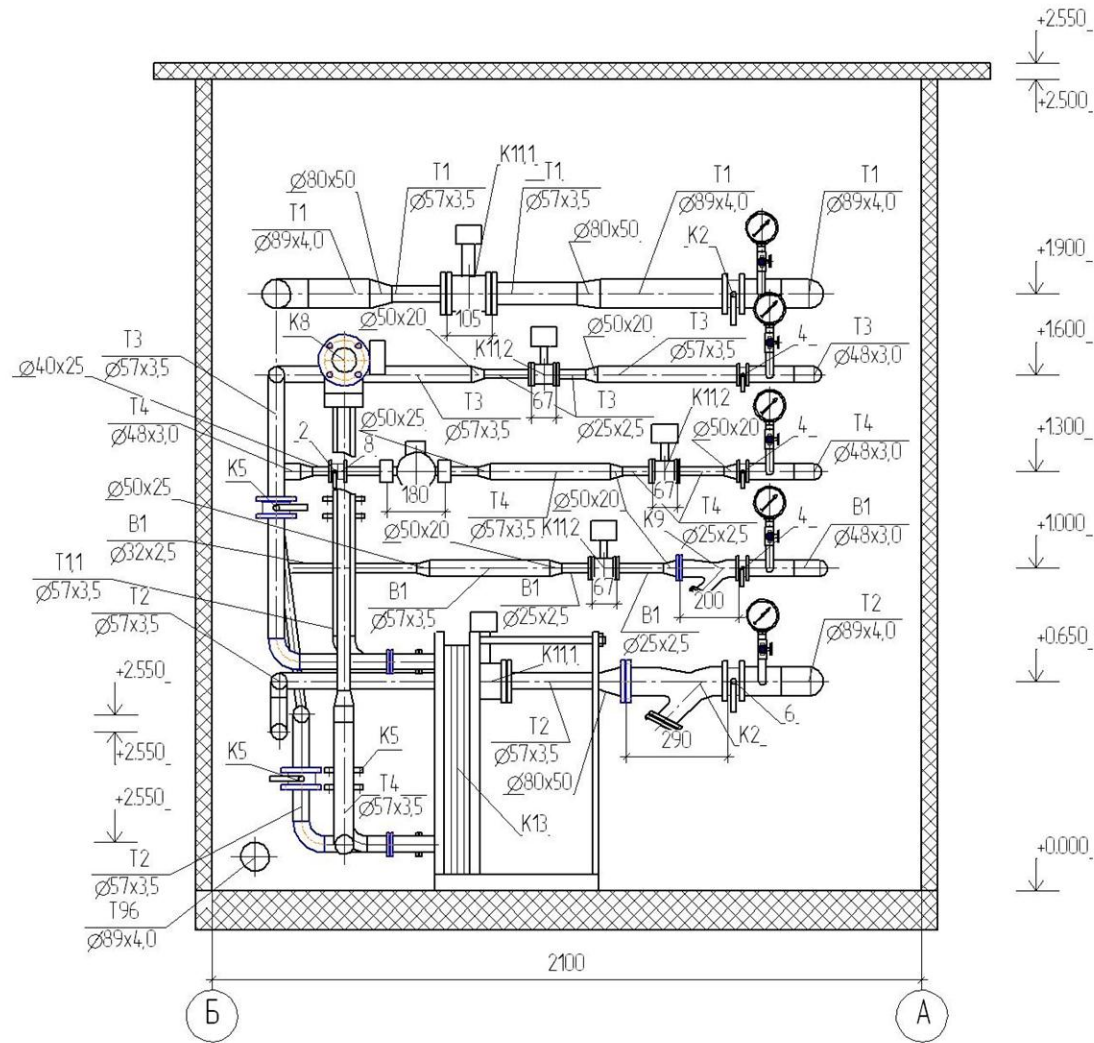 +2.550
+2.500
K11,1
T1
T1
T1
T1
Ø80x50
Ø57x3,5
Ø57x3,5
Ø89x4,0
Ø89x4,0
T1
Ø80x50
K2
Ø89x4,0
+1.900
105
K8
Ø50x20
Ø50x20
T3
T3
4
T3
+1.600
Ø57x3,5
K11,2
Ø57x3,5
Ø48x3,0
Ø40x25
67
T4
T3
T3
K11,2
Ø48x3,0
Ø50x25
Ø57x3,5
Ø25x2,5
Ø50x20
4
T4
+1.300
2
8
Ø48x3,0
K5
180
67
Ø50x25
Ø50x20
T4
Ø50x20
K9
T4
4
B1
+1.000
B1
Ø57x3,5
K11,2
Ø25x2,5
Ø48x3,0
Ø32x2,5
T1,1
67
Ø57x3,5
B1
B1
200
T2
Ø57x3,5
Ø25x2,5
B1
T2
Ø57x3,5
Ø25x2,5
Ø89x4,0
+0.650
K11,1
+2.550
6
T2
K2
+2.550
K5
K5
Ø57x3,5
290
T4
Ø80x50
+2.550
Ø57x3,5
K13
T2
+0.000
Ø57x3,5
T96
Ø89x4,0
2100
Б
А